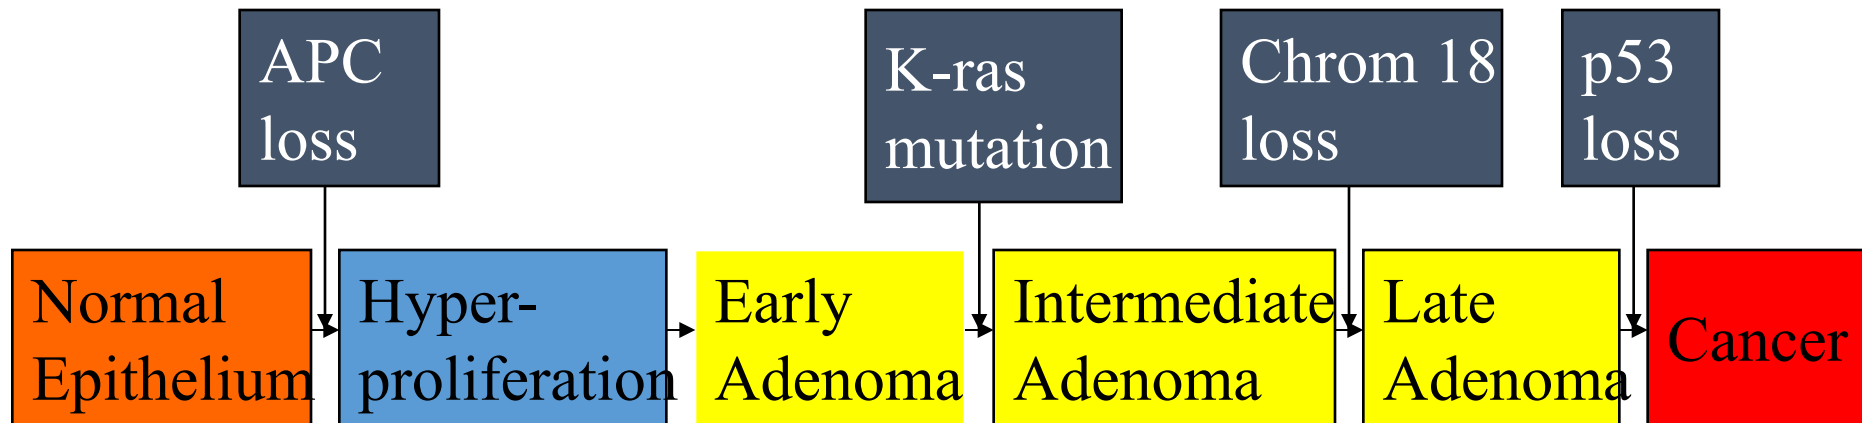 APC
loss
K-ras
mutation
Chrom 18
loss
p53
loss
Normal
Epithelium
Hyper-
proliferation
Early
Adenoma
Intermediate
Adenoma
Late
Adenoma
Cancer